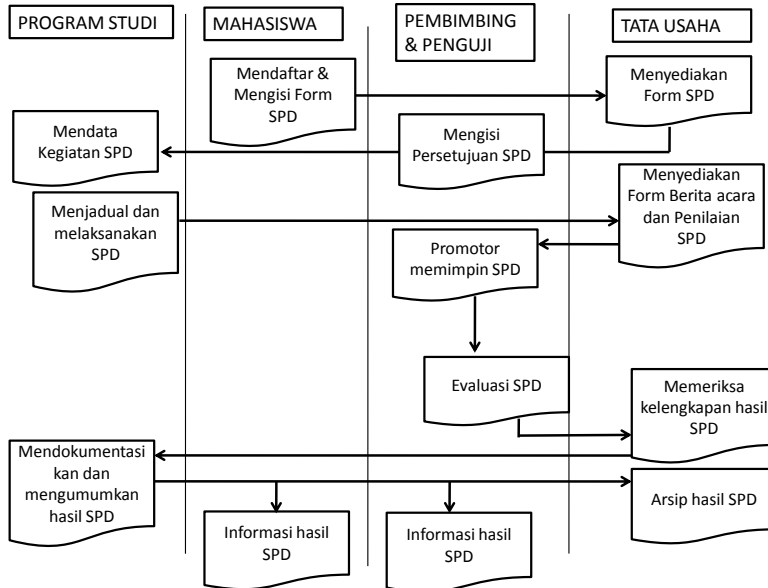 PROGRAM STUDI
MAHASISWA
PEMBIMBING
& PENGUJI
TATA USAHA
Mendaftar &
Mengisi Form
SPD
Menyediakan
Form SPD
Mendata
Kegiatan SPD
Mengisi
Persetujuan SPD
Menyediakan
Form Berita acara
dan Penilaian
SPD
Menjadual dan
melaksanakan
SPD
Promotor
memimpin SPD
Evaluasi SPD
Memeriksa
kelengkapan hasil
SPD
Mendokumentasi
kan dan
mengumumkan
hasil SPD
Arsip hasil SPD
Informasi hasil
SPD
Informasi hasil
SPD